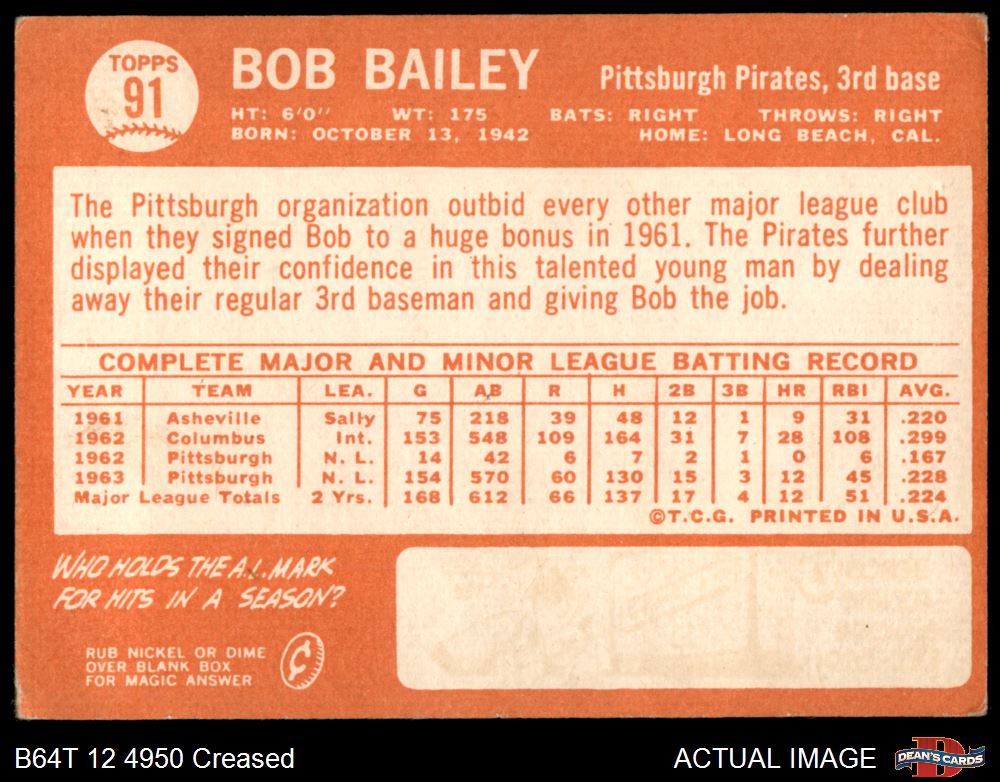 TOPPS
91
BOB BAILEY
Pittsburgh Pirates, 3rd base
HT: 6'0" WT: 175 BATS: RIGHT THROWS: RIGHT
BORN: OCTOBER 13, 1942 HOME: LONG BEACH, CAL.
The Pittsburgh organization outbid every other major league club
when they signed Bob to a huge bonus in 1961. The Pirates further
displayed their confidence in this talented young man by dealing
away their regular 3rd baseman and giving Bob the job.
COMPLETE MAJOR AND MINOR LEAGUE BATTING RECORD
YEAR TEAM LEA. G AB R H 2B 3B HR RBI AVG.
1961 Asheville Sally 75 218 39 48 12 1 9 31 .220
1962 Columbus Int. 153 548 109 164 31 7 28 108 .299
1962 Pittsburgh N. L. 14 42 6 7 2 1 0 6 .167
1963 Pittsburgh N. L. 154 570 60 130 15 3 12 45 .228
Major League Totals 2 Yrs. 168 612 66 137 17 4 12 51 .224
©T.C.G. PRINTED IN U.S.A.
WHO HOLDS THE A.L. MARK
FOR HITS IN A SEASON?
RUB NICKEL OR DIME
OVER BLANK BOX
FOR MAGIC ANSWER
¢
B64T 12 4950 Creased
ACTUAL IMAGE
D
DEAN'S CARDS